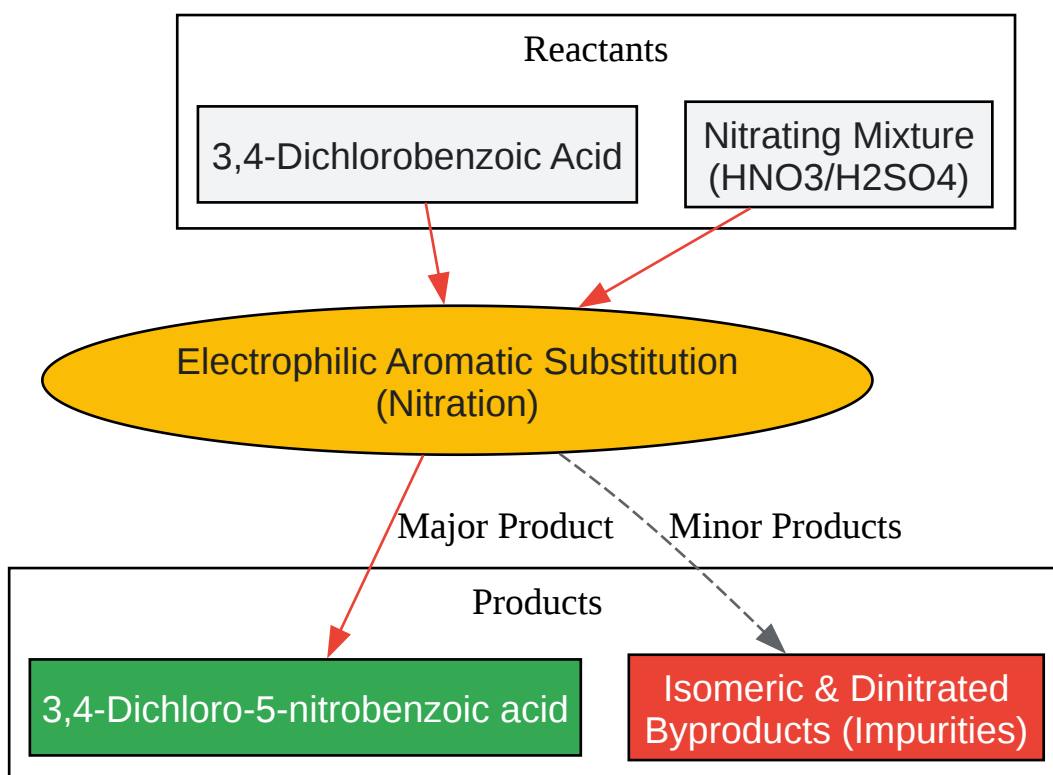 Reactants
3,4-Dichlorobenzoic Acid
Nitrating Mixture
(HNO3/H2SO4)
Electrophilic Aromatic Substitution
(Nitration)
Major Product
Minor Products
Products
3,4-Dichloro-5-nitrobenzoic acid
Isomeric & Dinitrated
Byproducts (Impurities)